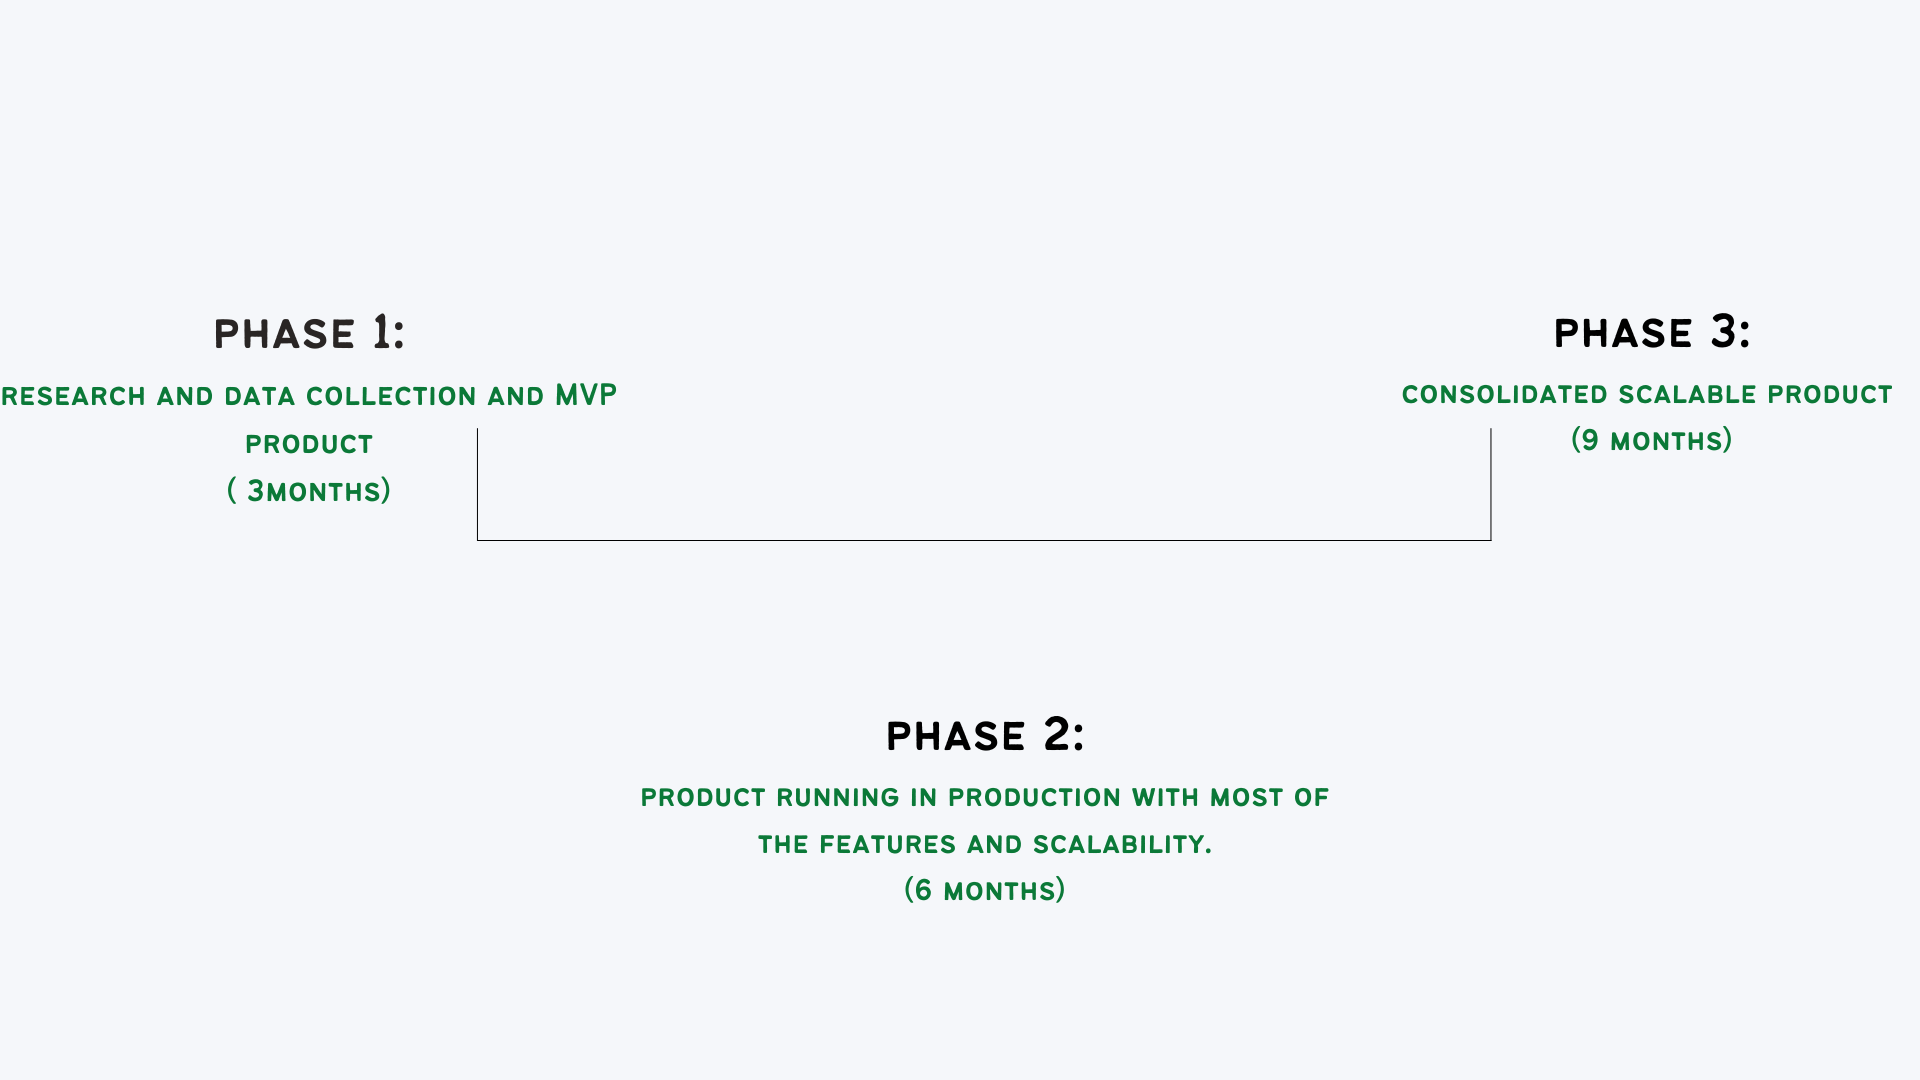 PHASE 1:
RESEARCH AND DATA COLLECTION AND MVP
PRODUCT
( 3MONTHS)
PHASE 2:
PRODUCT RUNNING IN PRODUCTION WITH MOST OF
THE FEATURES AND SCALABILITY.
(6 MONTHS)
PHASE 3:
CONSOLIDATED SCALABLE PRODUCT
(9 MONTHS)